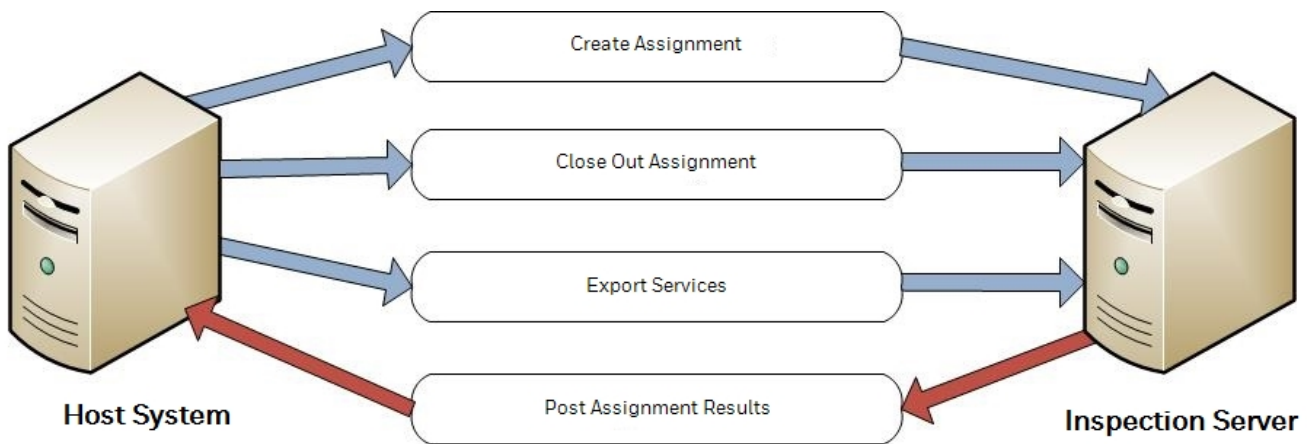 Create Assignment
Close Out Assignment
Export Services
Post Assignment Results
Host System
Inspection Server